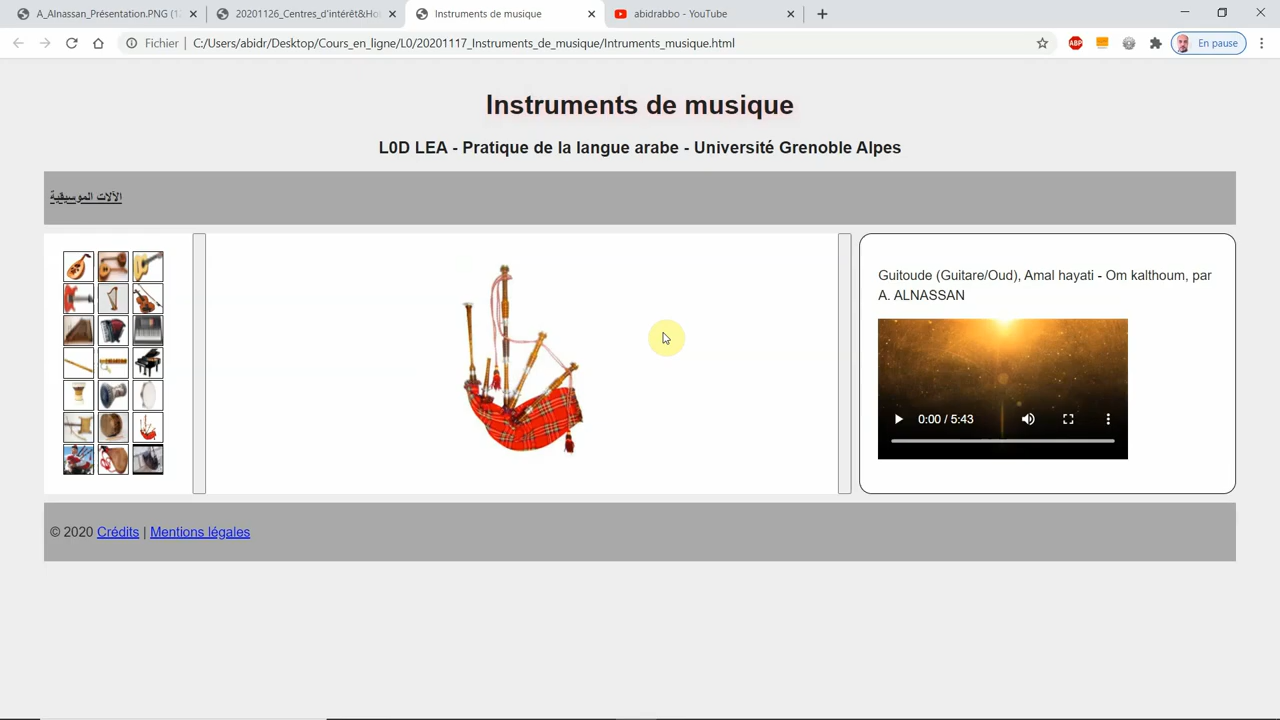 A_Alnassan_Présentation.PNG (1
20201126_Centres_d'intérêt&Ho
Instruments de musique
abidrabbo - YouTube
Fichier
C:/Users/abidr/Desktop/Cours_en_ligne/L0/20201117_Instruments_de_musique/Intruments_musique.html
ABP
En pause
Instruments de musique
L0D LEA - Pratique de la langue arabe - Université Grenoble Alpes
الآلات الموسيقية
Guitoude (Guitare/Oud), Amal hayati - Om kalthoum, par
A. ALNASSAN
0:00 / 5:43
© 2020 Crédits | Mentions légales